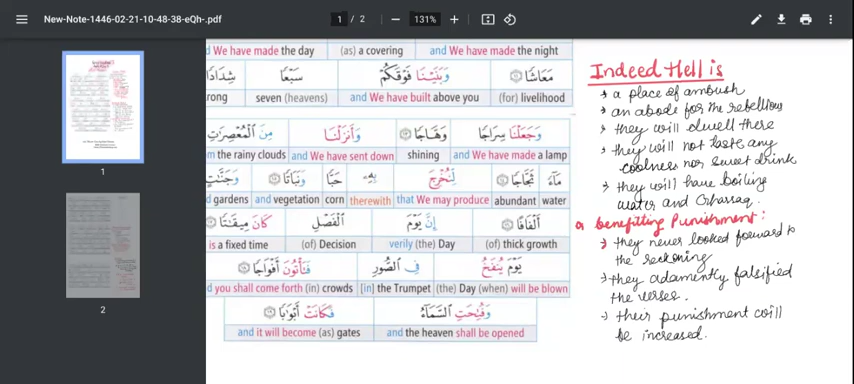 New-Note-1446-02-21-10-48-38-eQh-.pdf
1 / 2
131%
1
2
d We have made the day (as) a covering and We have made the night
مَعَاشًا وَبَنَيْنَا فَوْقَكُمْ سَبْعًا شِدَادًا
rong seven (heavens) and We have built above you (for) livelihood
وَجَعَلْنَا سِرَاجًا وَهَّاجًا وَأَنزَلْنَا مِنَ الْمُعْصِرَاتِ
m the rainy clouds and We have sent down shining and We have made a lamp
مَآءً ثَجَّاجًا لِنُخْرِجَ بِهِۦ حَبًّا وَنَبَاتًا وَجَنَّٰتٍ
d gardens and vegetation corn therewith that We may produce abundant water
أَلْفَافًا إِنَّ يَوْمَ الْفَصْلِ كَانَ مِيقَٰتًا
is a fixed time (of) Decision verily (the) Day (of) thick growth
يَوْمَ يُنفَخُ فِى الصُّورِ فَتَأْتُونَ أَفْوَاجًا
d you shall come forth (in) crowds [in] the Trumpet (the) Day (when) will be blown
وَفُتِحَتِ السَّمَآءُ فَكَانَتْ أَبْوَابًا
and it will become (as) gates and the heaven shall be opened
Indeed Hell is
a place of ambush
an abode for the rebellious
they will dwell there
they will not taste any
coolness nor sweet drink
they will have boiling
water and Ghassaq.
a benefitting Punishment:
they never looked forward to
the reckoning
they adamently falsified
the verses.
their punishment will
be increased.